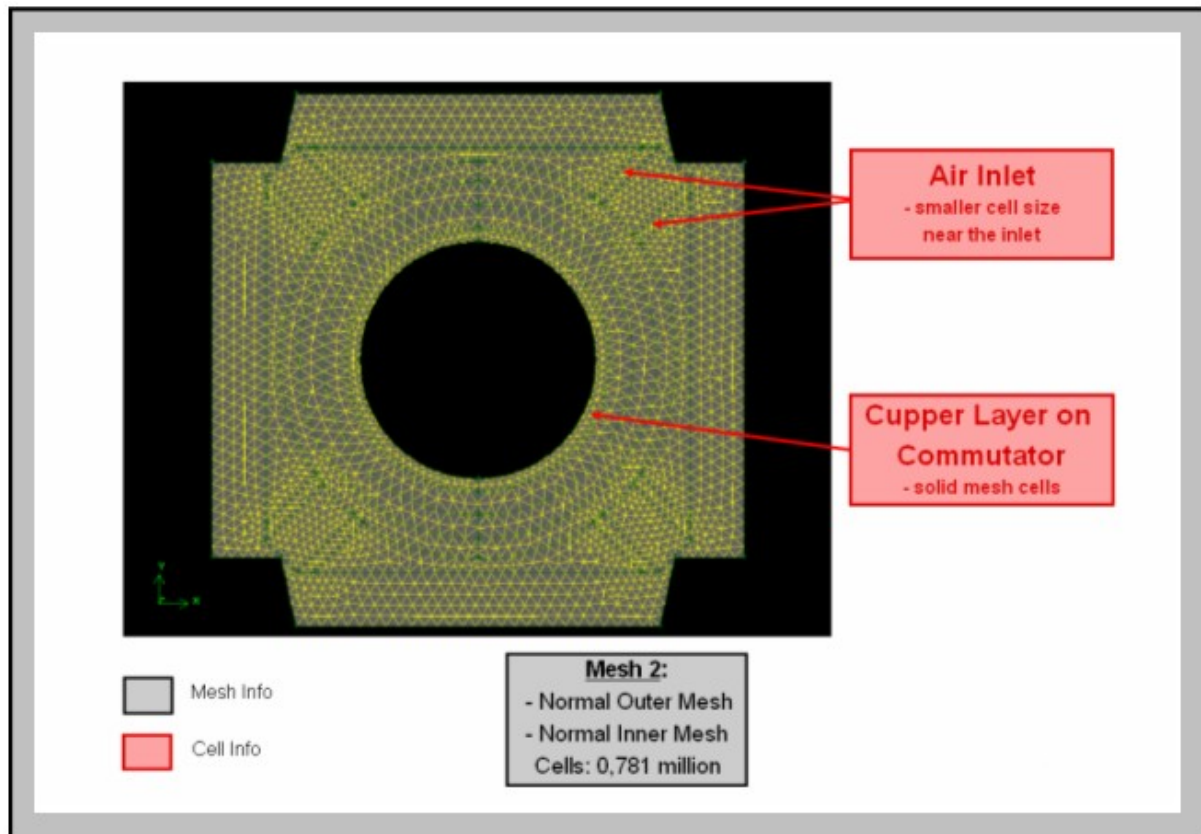 Air Inlet
- smaller cell size
near the inlet
Cupper Layer on
Commutator
- solid mesh cells
Y
X
Mesh Info
Cell Info
Mesh 2:
- Normal Outer Mesh
- Normal Inner Mesh
Cells: 0,781 million